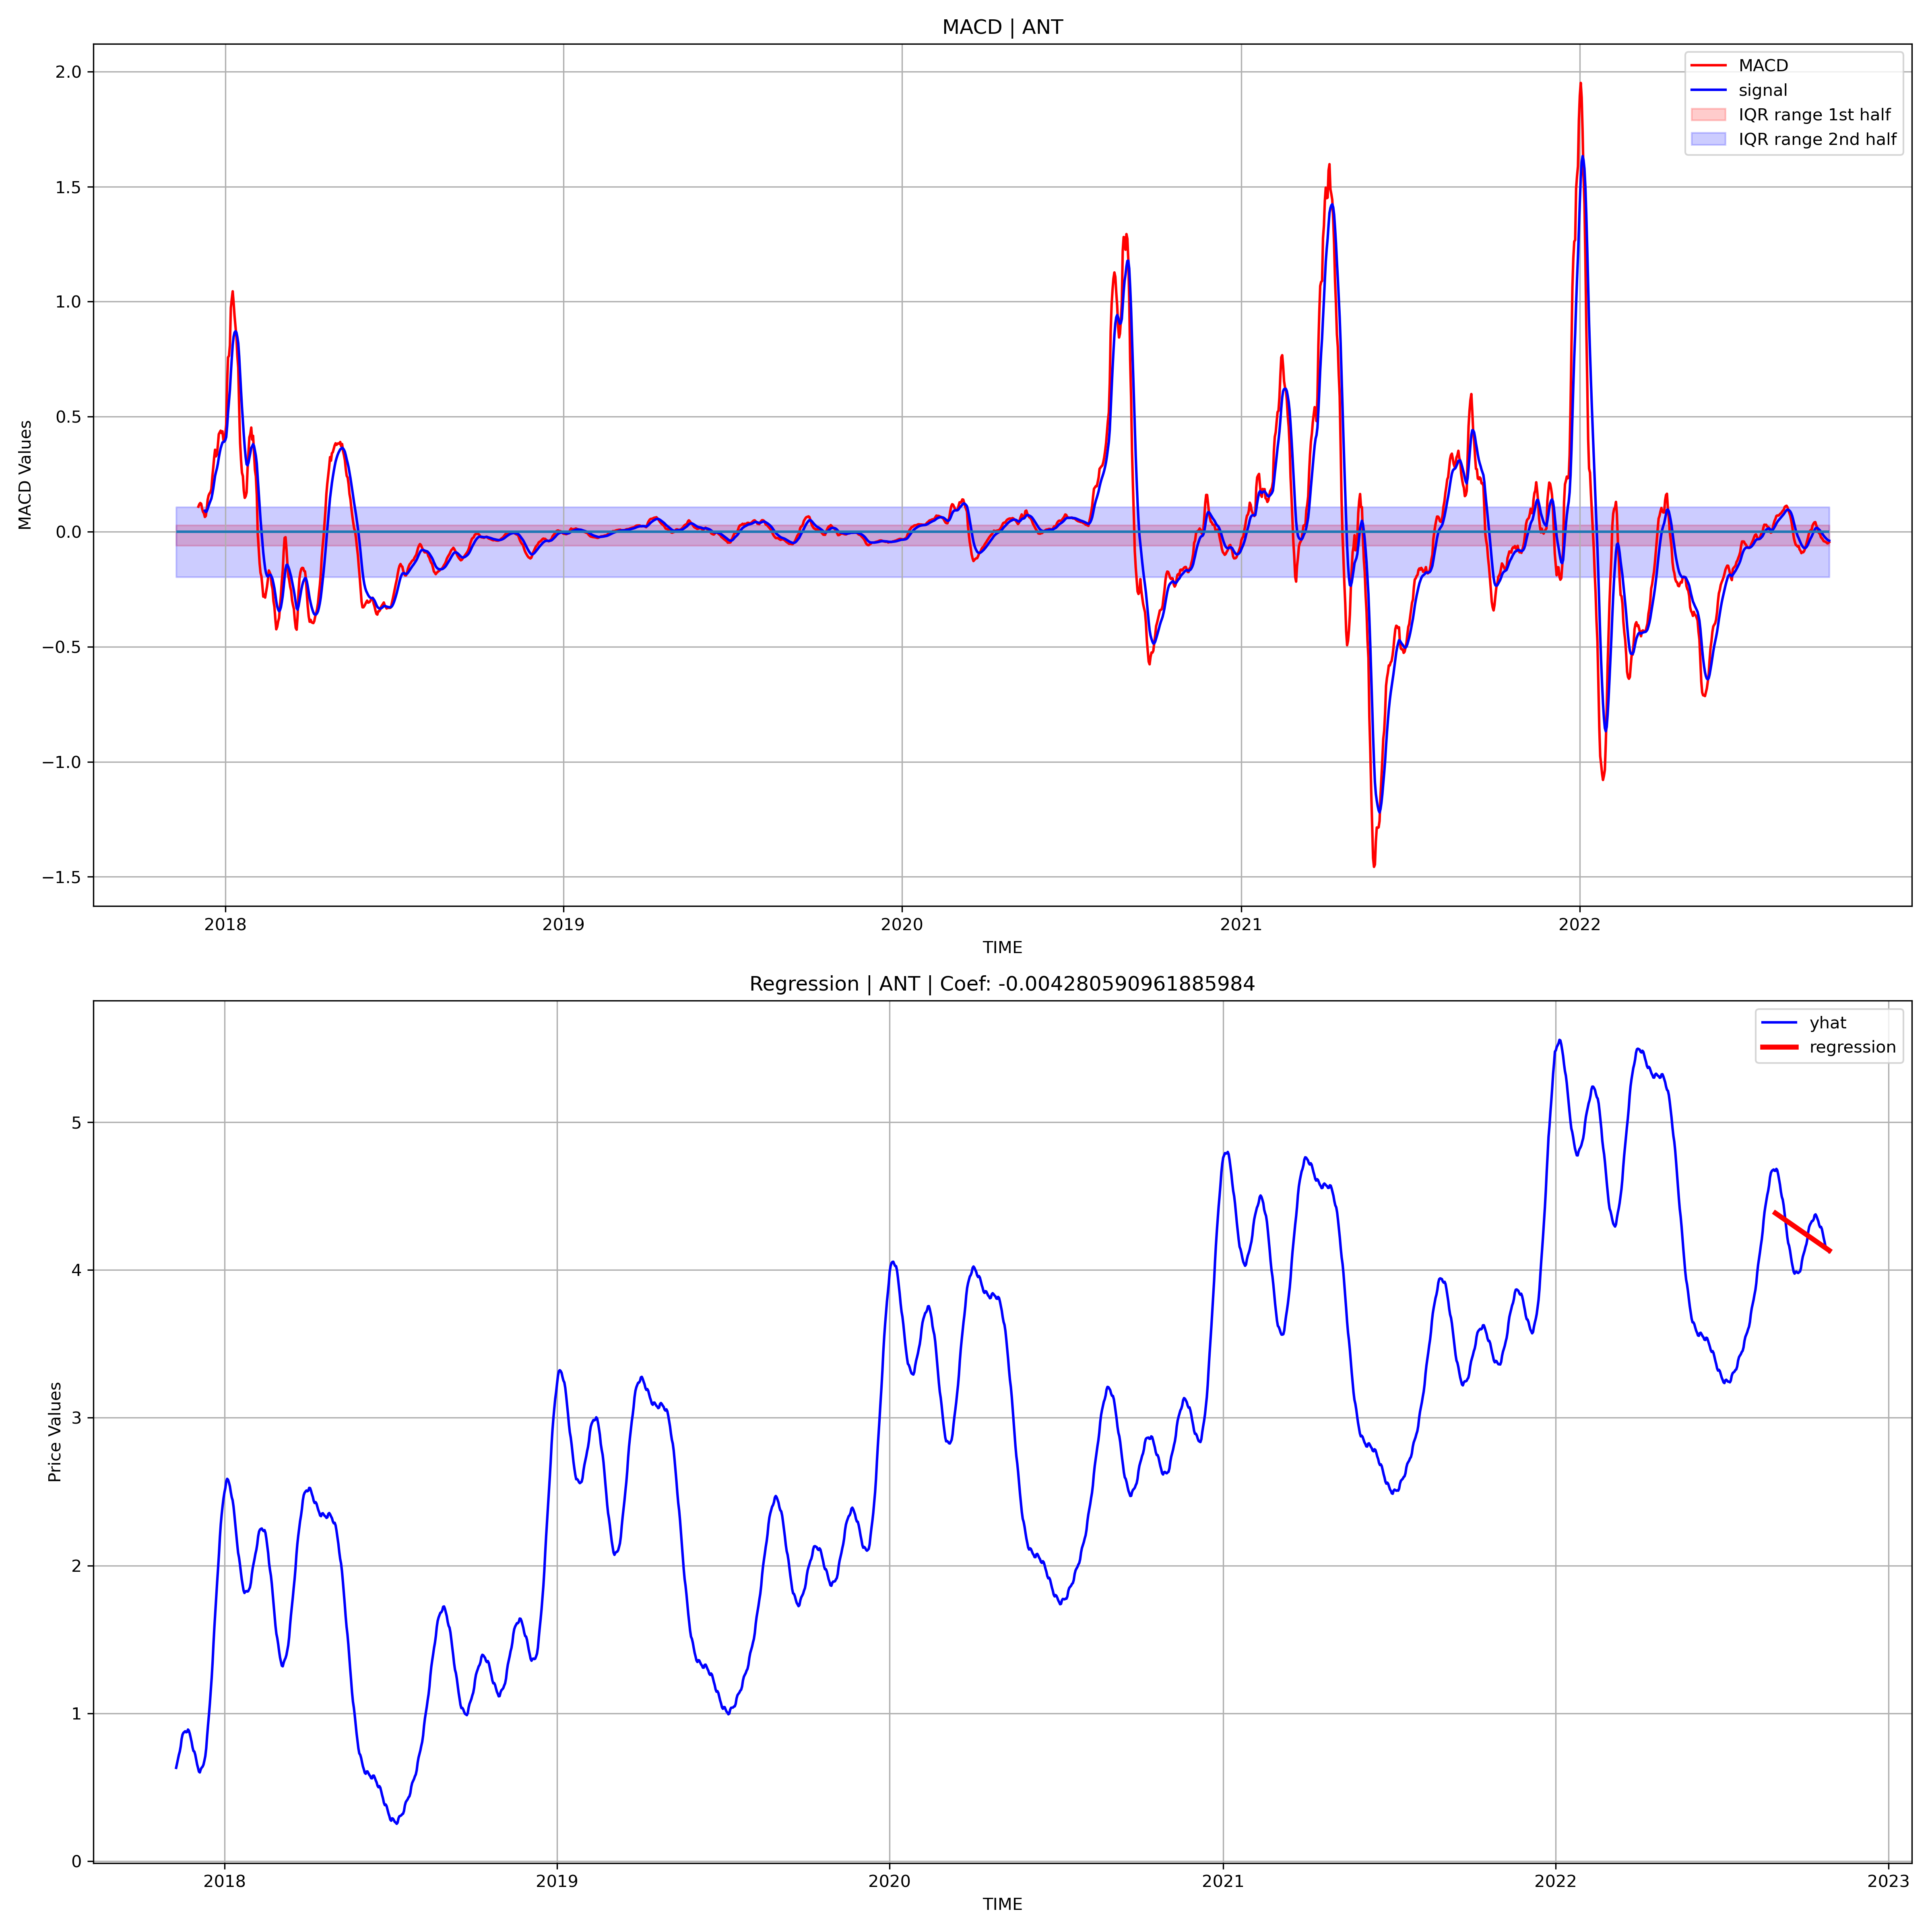 MACD | ANT
MACD
signal
IQR range 1st half
IQR range 2nd half
2.0
1.5
1.0
0.5
0.0
−0.5
−1.0
−1.5
MACD Values
2018 2019 2020 2021 2022
TIME
Regression | ANT | Coef: -0.004280590961885984
yhat
regression
5
4
3
2
1
0
Price Values
2018 2019 2020 2021 2022 2023
TIME